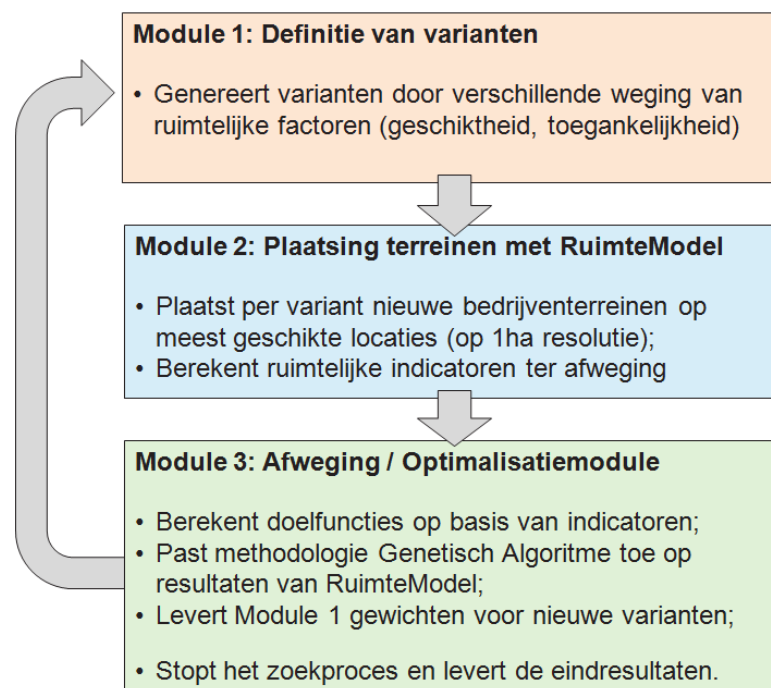 Module 1: Definitie van varianten
• Genereert varianten door verschillende weging van
ruimtelijke factoren (geschiktheid, toegankelijkheid)
Module 2: Plaatsing terreinen met RuimteModel
• Plaatst per variant nieuwe bedrijventerreinen op
meest geschikte locaties (op 1ha resolutie);
• Berekent ruimtelijke indicatoren ter afweging
Module 3: Afweging / Optimalisatiemodule
• Berekent doelfuncties op basis van indicatoren;
• Past methodologie Genetisch Algoritme toe op
resultaten van RuimteModel;
• Levert Module 1 gewichten voor nieuwe varianten;
• Stopt het zoekproces en levert de eindresultaten.